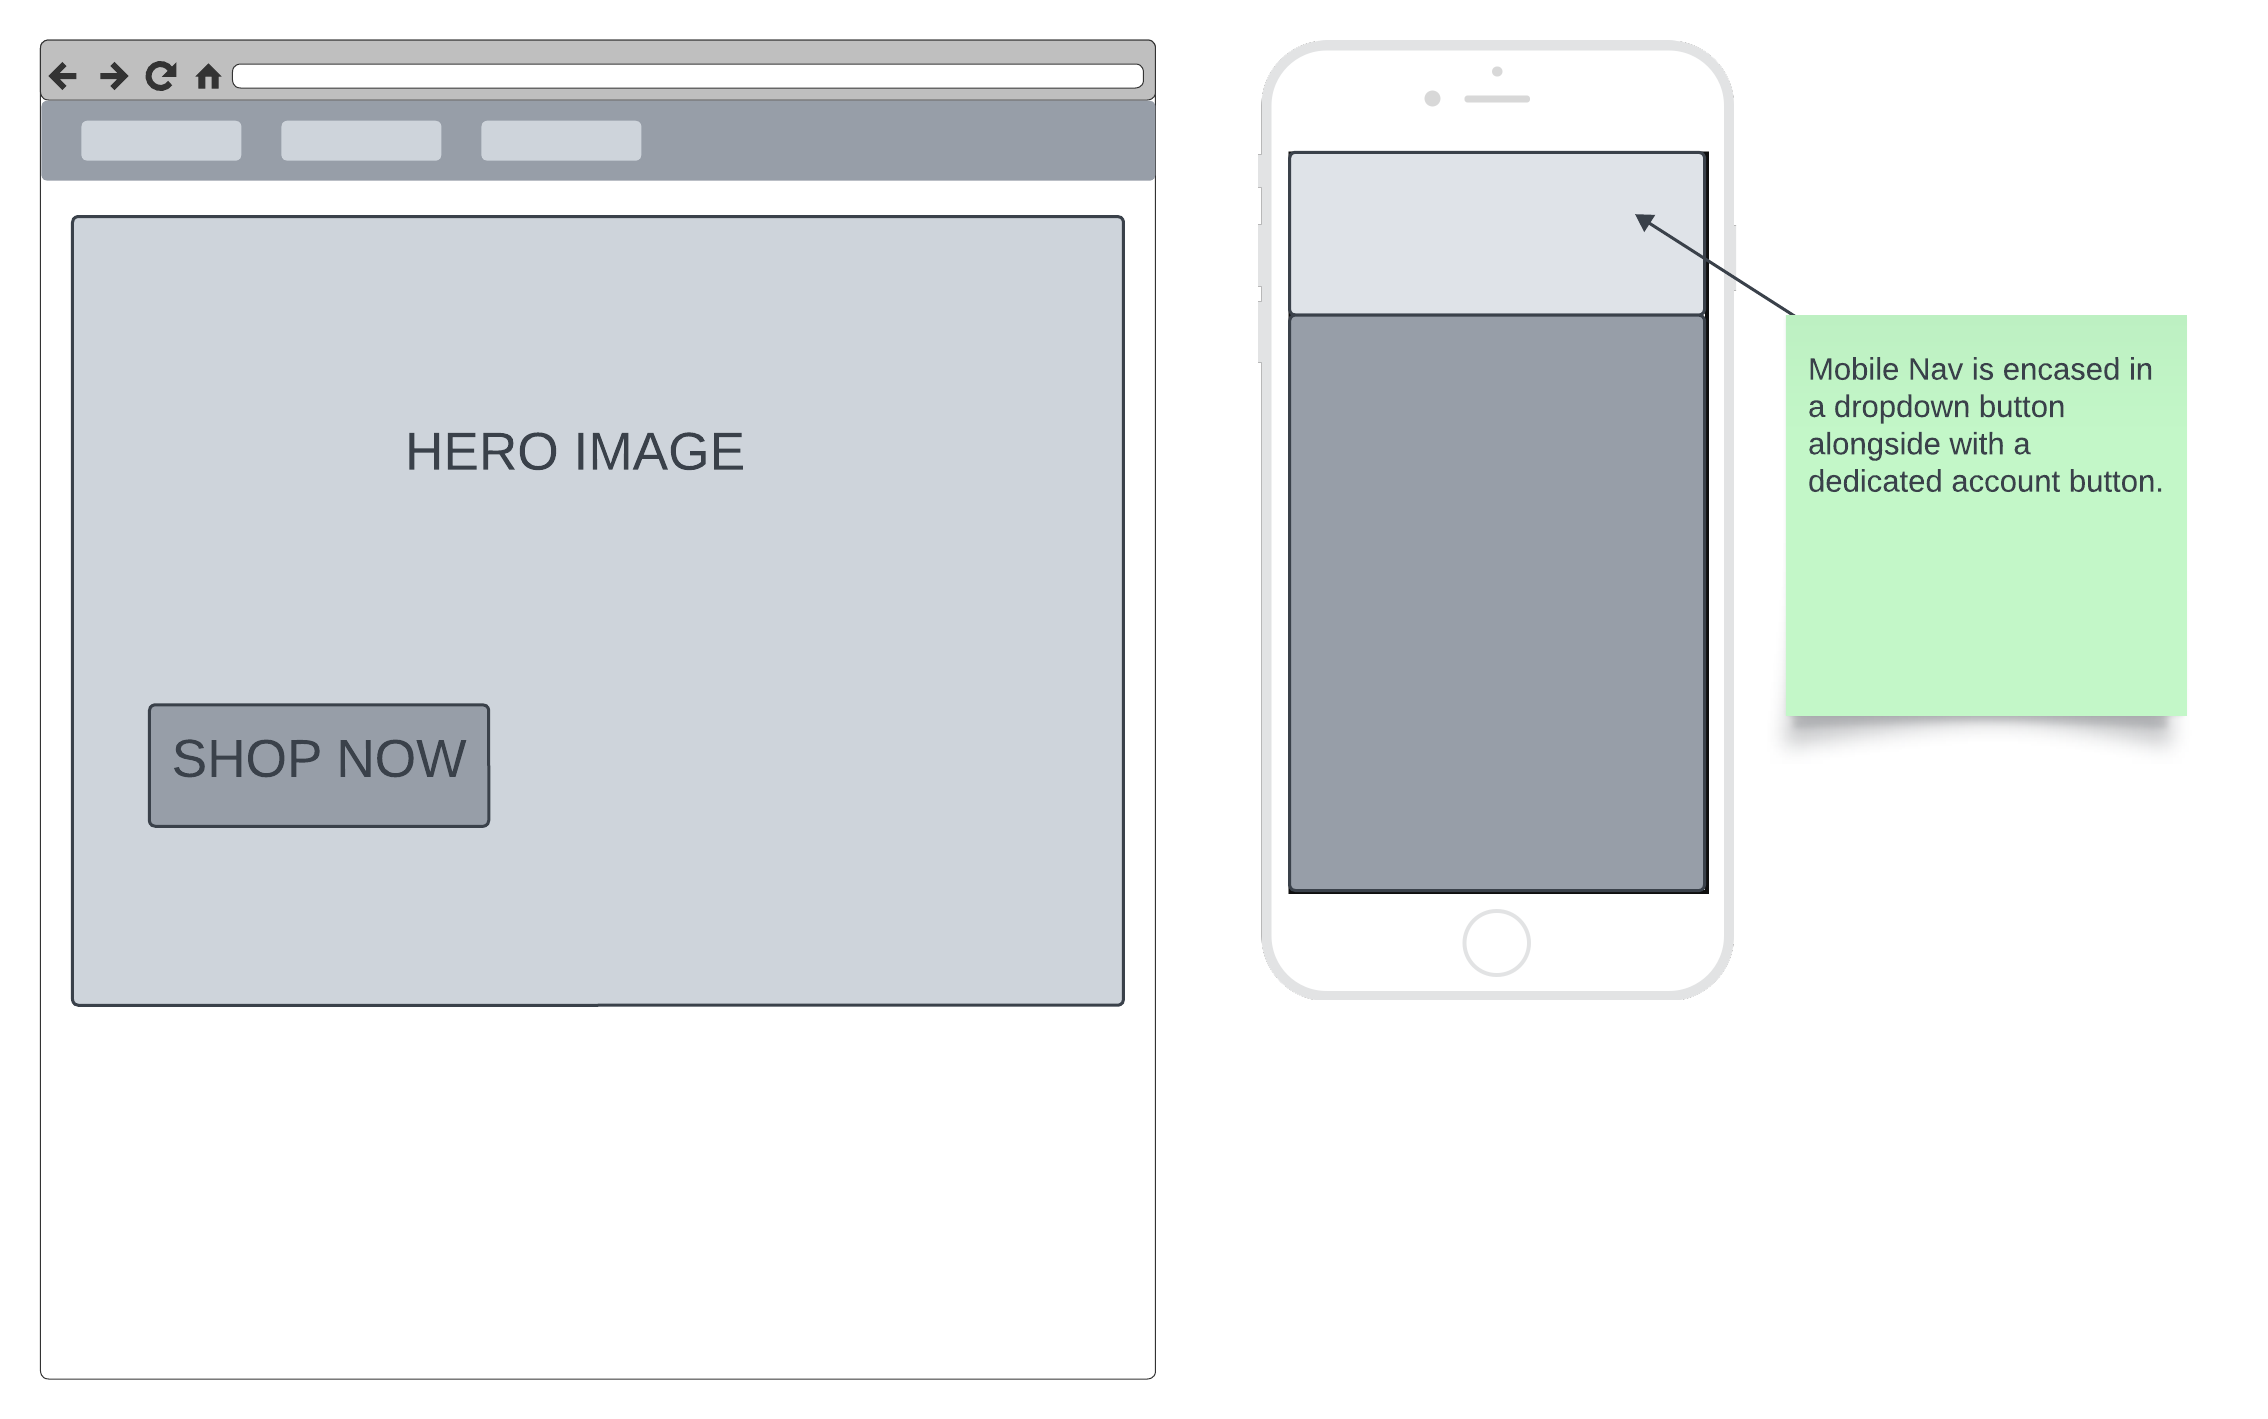 HERO IMAGE
SHOP NOW
Mobile Nav is encased in
a dropdown button
alongside with a
dedicated account button.